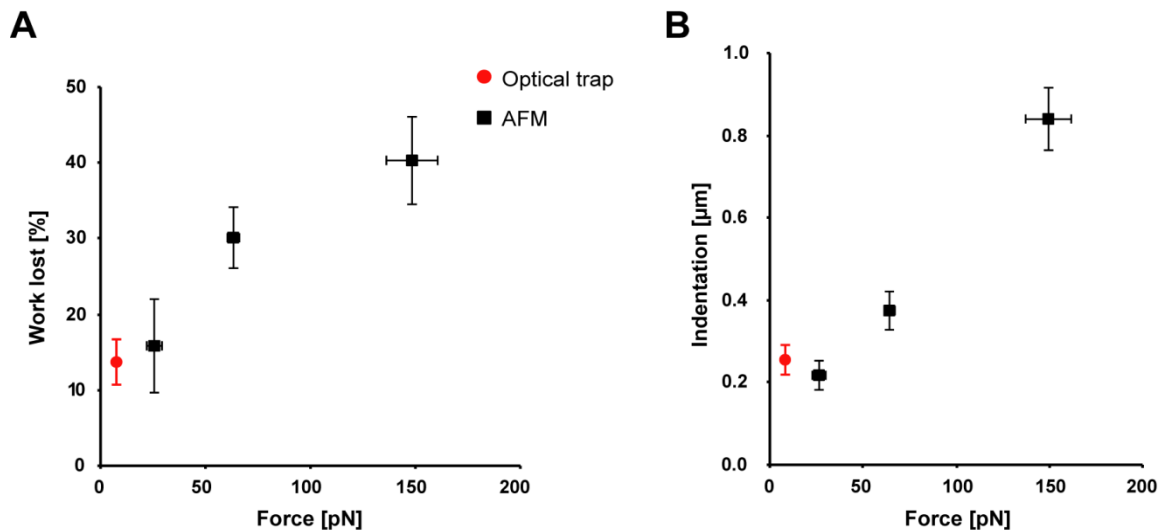 A
50
40
30
20
10
0
Work lost [%]
0 50 100 150 200
Force [pN]
Optical trap
AFM
B
1.0
0.8
0.6
0.4
0.2
0.0
Indentation [µm]
0 50 100 150 200
Force [pN]